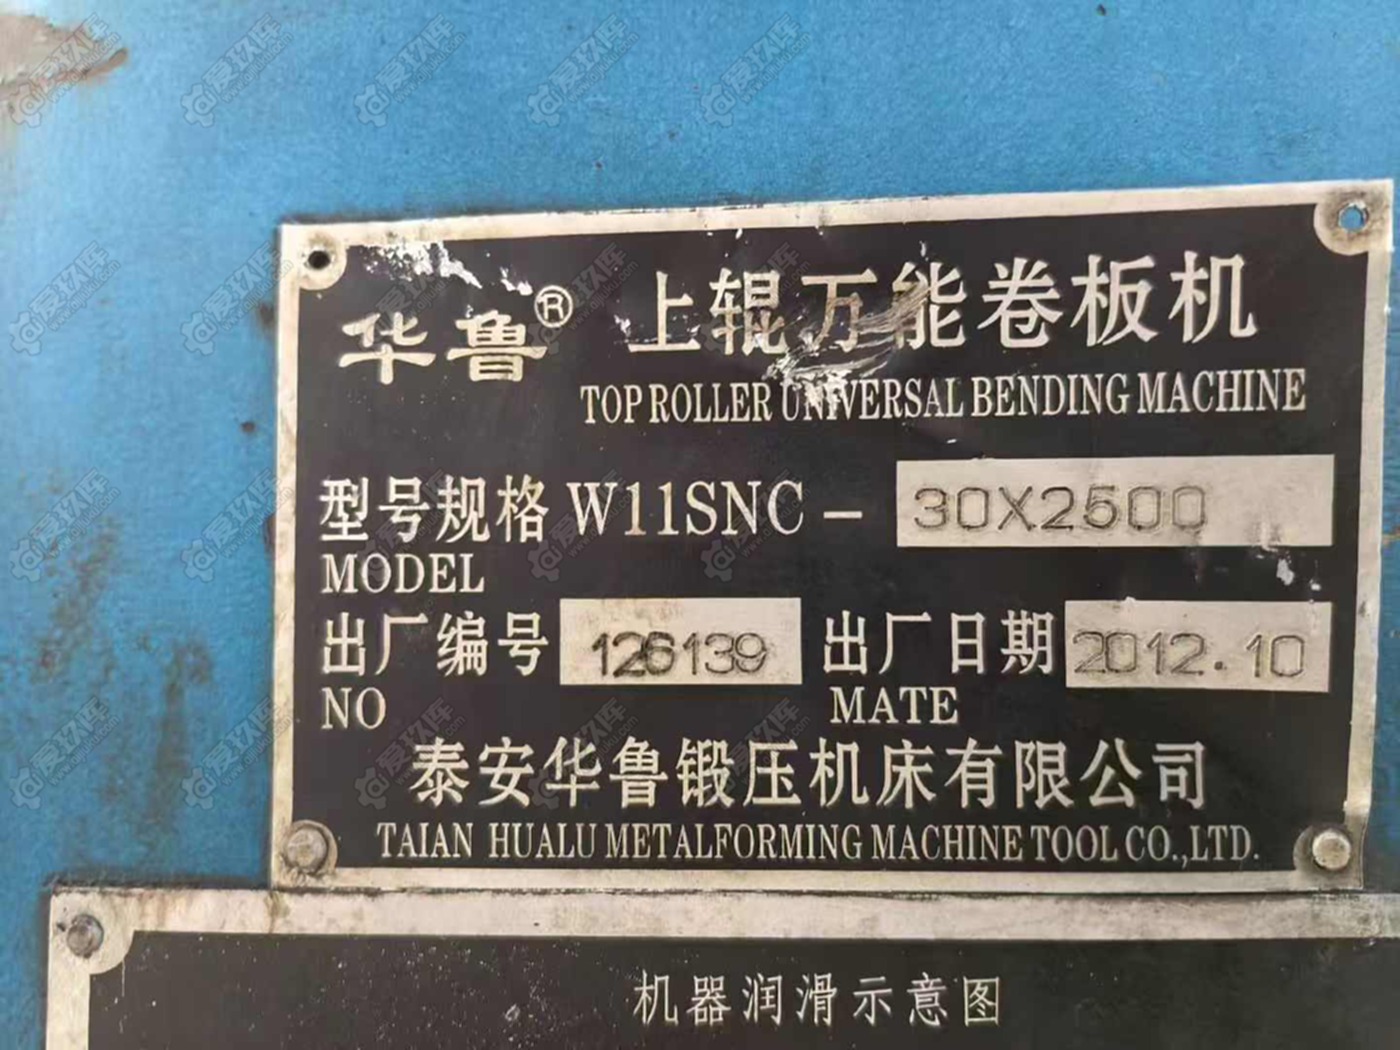 华鲁® 上辊万能卷板机
TOP ROLLER UNIVERSAL BENDING MACHINE
型号规格 W11SNC - 30X2500
MODEL
出厂编号 126139 出厂日期 2012.10
NO MATE
泰安华鲁锻压机床有限公司
TAIAN HUALU METALFORMING MACHINE TOOL CO.,LTD.
机器润滑示意图